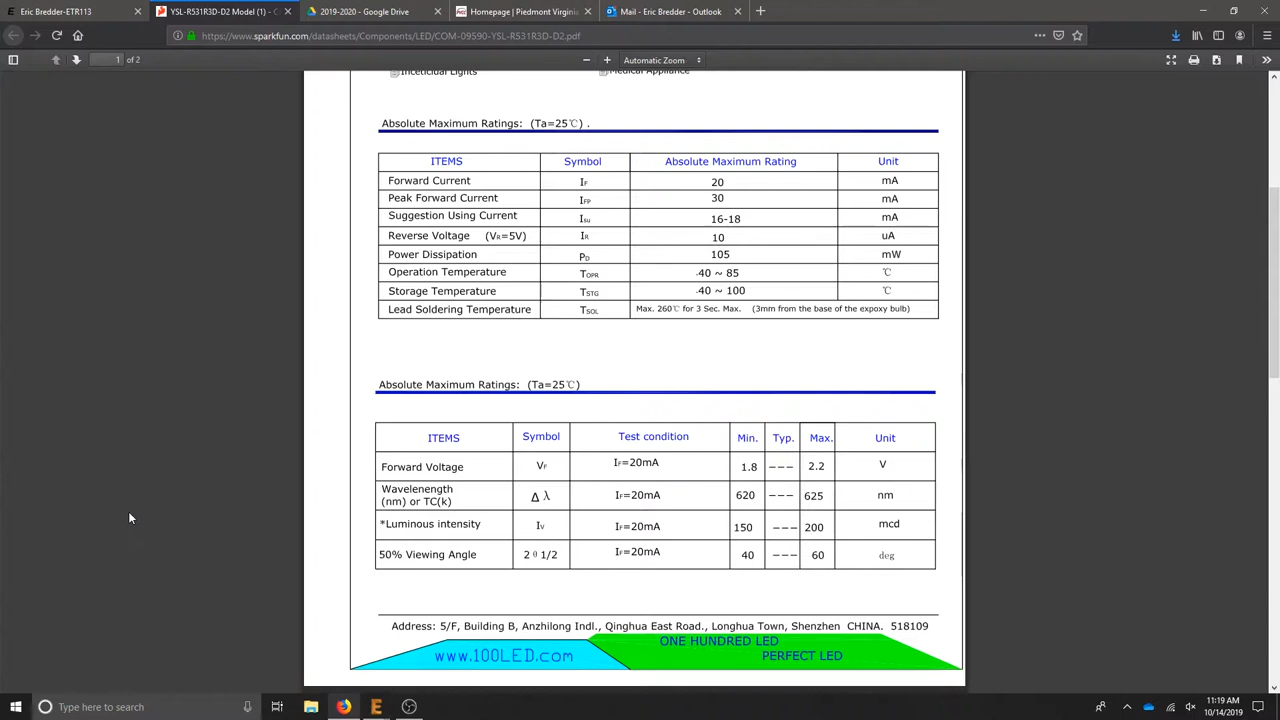 Eric Bredder-ETR113
YSL-R531R3D-D2 Model (1) - C
2019-2020 - Google Drive
Homepage | Piedmont Virginia
Mail - Eric Bredder - Outlook
https://www.sparkfun.com/datasheets/Components/LED/COM-09590-YSL-R531R3D-D2.pdf
1 of 2
Automatic Zoom
Insecticidal Lights Medical Appliance
Absolute Maximum Ratings: (Ta=25℃) .
ITEMS Symbol Absolute Maximum Rating Unit
Forward Current IF 20 mA
Peak Forward Current IFP 30 mA
Suggestion Using Current Isu 16-18 mA
Reverse Voltage (VR=5V) IR 10 uA
Power Dissipation PD 105 mW
Operation Temperature TOPR -40 ~ 85 ℃
Storage Temperature TSTG -40 ~ 100 ℃
Lead Soldering Temperature TSOL Max. 260℃ for 3 Sec. Max. (3mm from the base of the expoxy bulb)
Absolute Maximum Ratings: (Ta=25℃)
ITEMS Symbol Test condition Min. Typ. Max. Unit
Forward Voltage VF IF=20mA 1.8 --- 2.2 V
Wavelenength
(nm) or TC(k) Δ λ IF=20mA 620 --- 625 nm
*Luminous intensity IV IF=20mA 150 --- 200 mcd
50% Viewing Angle 2θ1/2 IF=20mA 40 --- 60 deg
Address: 5/F, Building B, Anzhilong Indl., Qinghua East Road., Longhua Town, Shenzhen CHINA. 518109
ONE HUNDRED LED
www.100LED.com PERFECT LED
Type here to search
11:19 AM
10/14/2019